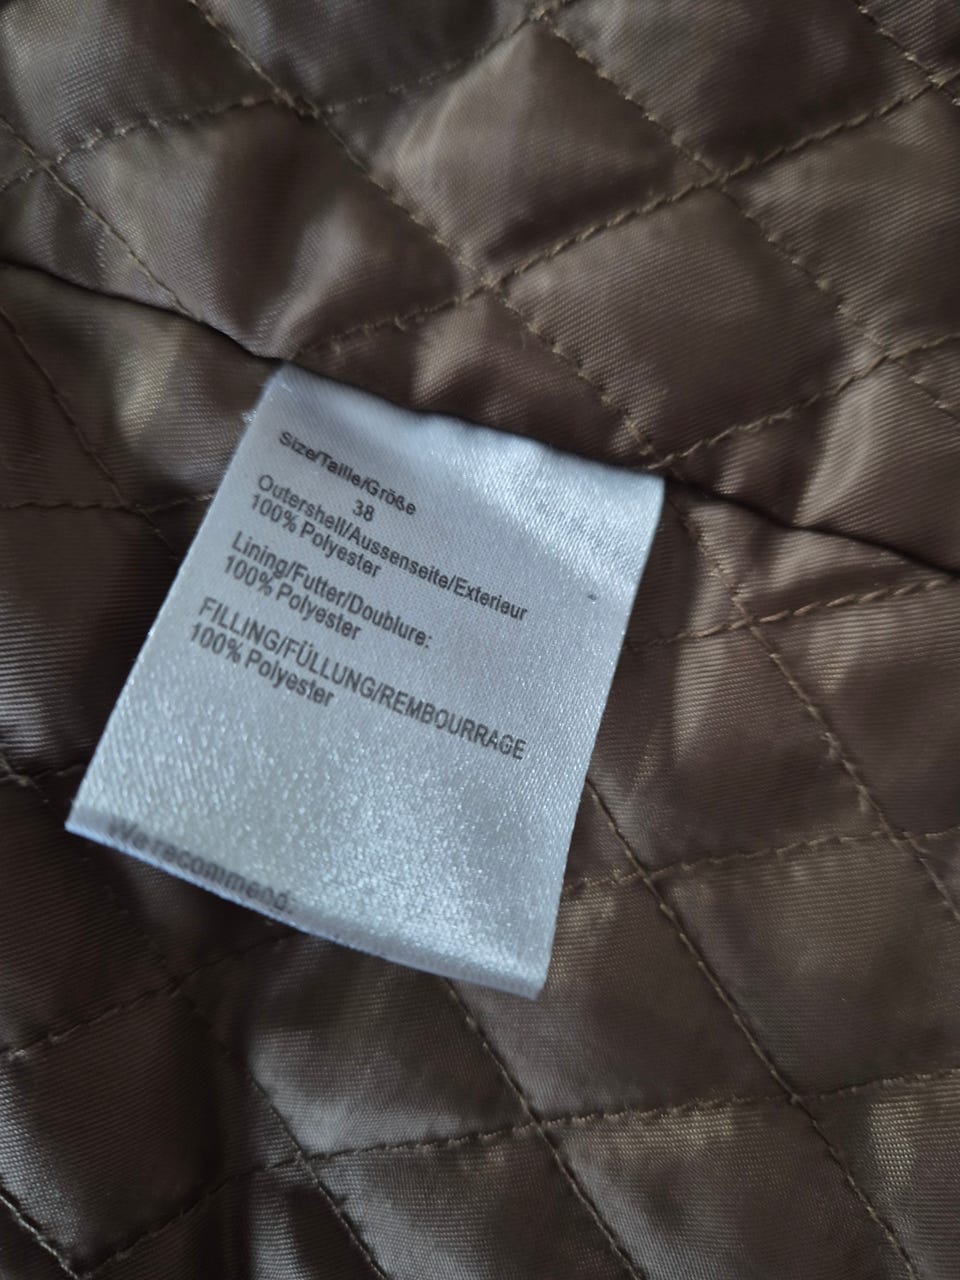 Size/Taille/Größe
38
Outershell/Aussenseite/Exterieur
100% Polyester
Lining/Futter/Doublure:
100% Polyester
FILLING/FÜLLUNG/REMBOURRAGE
100% Polyester
We recommend: